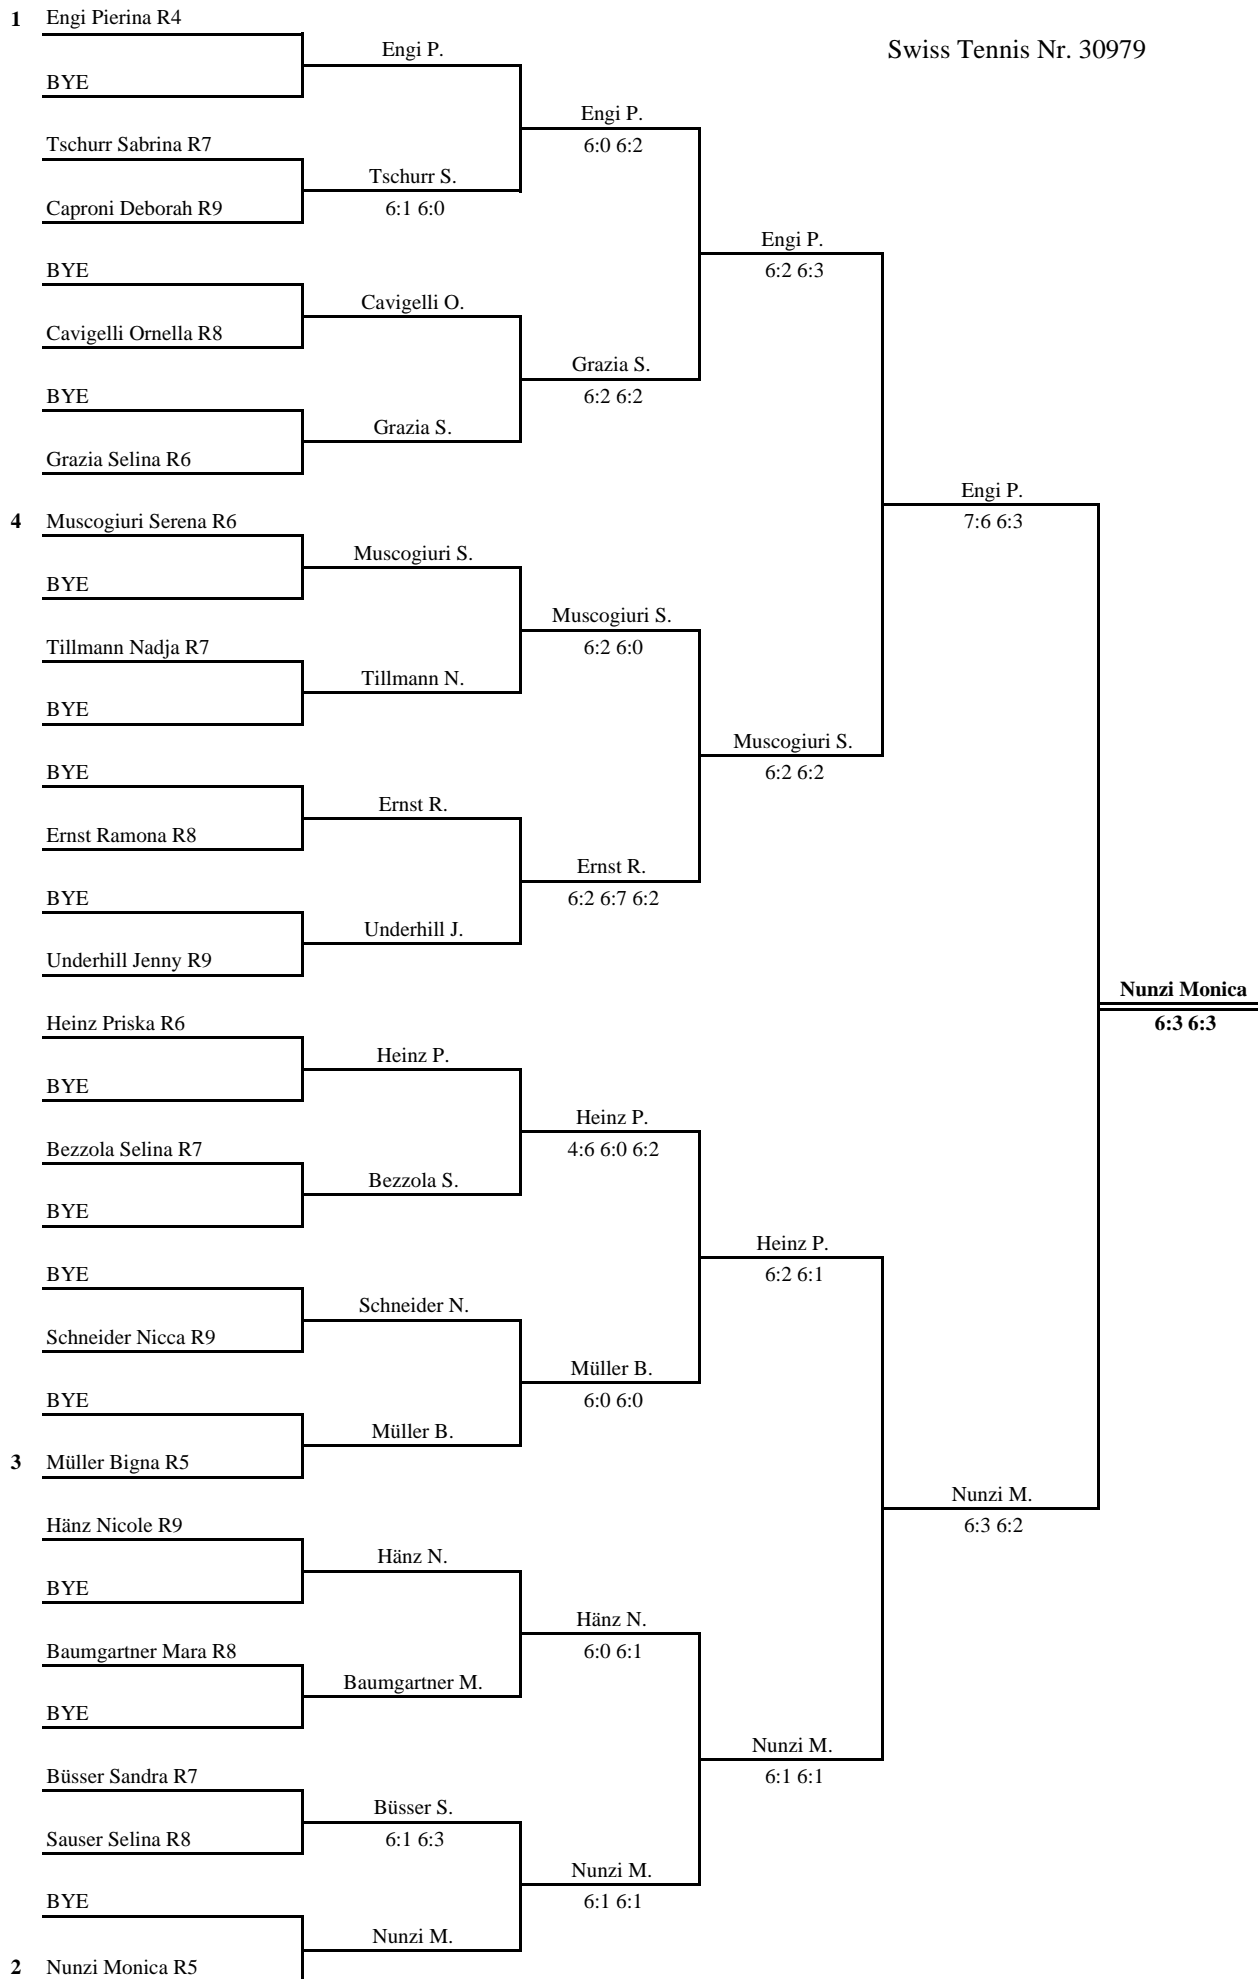 1 Engi Pierina R4
Engi P.
Swiss Tennis Nr. 30979
BYE
Engi P.
6:0 6:2
Tschurr Sabrina R7
Tschurr S.
6:1 6:0
Caproni Deborah R9
Engi P.
6:2 6:3
BYE
Cavigelli O.
Cavigelli Ornella R8
Grazia S.
6:2 6:2
BYE
Grazia S.
Grazia Selina R6
Engi P.
7:6 6:3
4 Muscogiuri Serena R6
Muscogiuri S.
BYE
Muscogiuri S.
6:2 6:0
Tillmann Nadja R7
Tillmann N.
BYE
Muscogiuri S.
6:2 6:2
BYE
Ernst R.
Ernst Ramona R8
Ernst R.
6:2 6:7 6:2
BYE
Underhill J.
Underhill Jenny R9
Nunzi Monica
6:3 6:3
Heinz Priska R6
Heinz P.
BYE
Heinz P.
4:6 6:0 6:2
Bezzola Selina R7
Bezzola S.
BYE
Heinz P.
6:2 6:1
BYE
Schneider N.
Schneider Nicca R9
Müller B.
6:0 6:0
BYE
Müller B.
3 Müller Bigna R5
Nunzi M.
6:3 6:2
Hänz Nicole R9
Hänz N.
BYE
Hänz N.
6:0 6:1
Baumgartner Mara R8
Baumgartner M.
BYE
Nunzi M.
6:1 6:1
Büsser Sandra R7
Büsser S.
6:1 6:3
Sauser Selina R8
Nunzi M.
6:1 6:1
BYE
Nunzi M.
2 Nunzi Monica R5